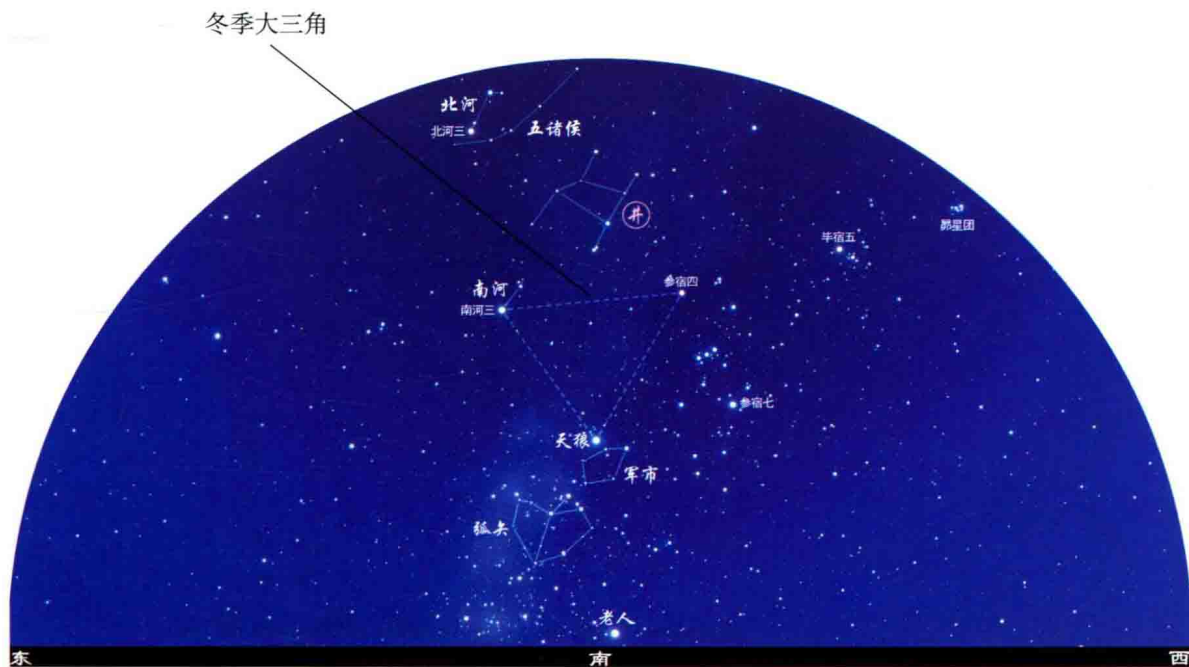 冬季大三角
北河
北河三
五诸侯
井
昴星团
毕宿五
参宿四
南河
南河三
参宿七
天狼
军市
弧矢
老人
东
南
西